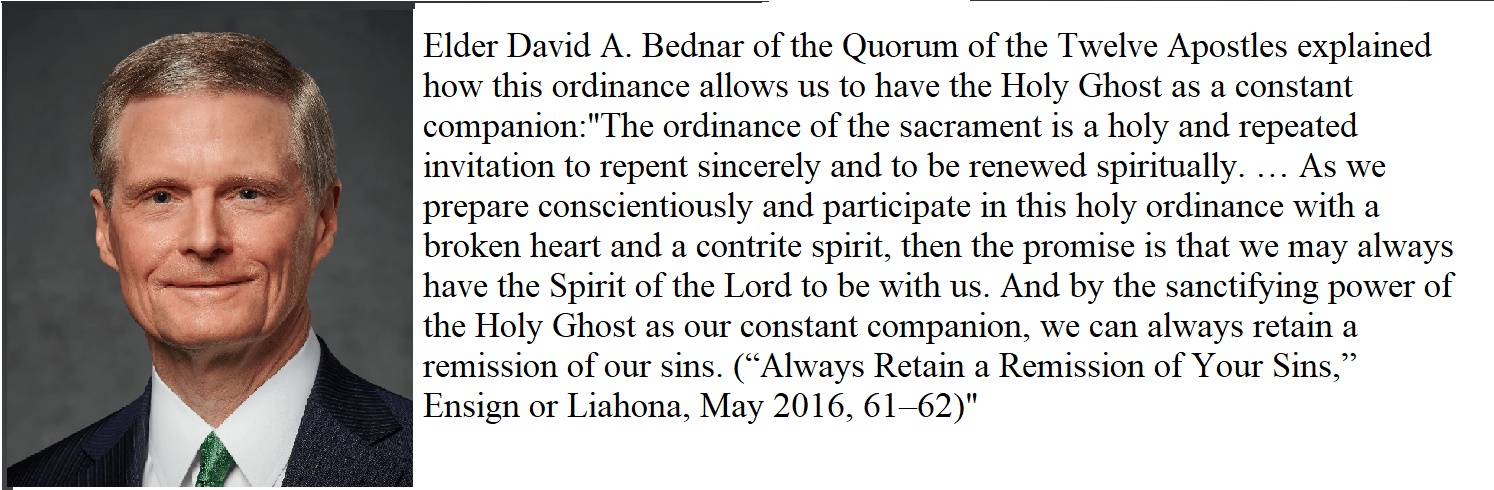 Elder David A. Bednar of the Quorum of the Twelve Apostles explained
how this ordinance allows us to have the Holy Ghost as a constant
companion:"The ordinance of the sacrament is a holy and repeated
invitation to repent sincerely and to be renewed spiritually. … As we
prepare conscientiously and participate in this holy ordinance with a
broken heart and a contrite spirit, then the promise is that we may always
have the Spirit of the Lord to be with us. And by the sanctifying power of
the Holy Ghost as our constant companion, we can always retain a
remission of our sins. (“Always Retain a Remission of Your Sins,”
Ensign or Liahona, May 2016, 61–62)"